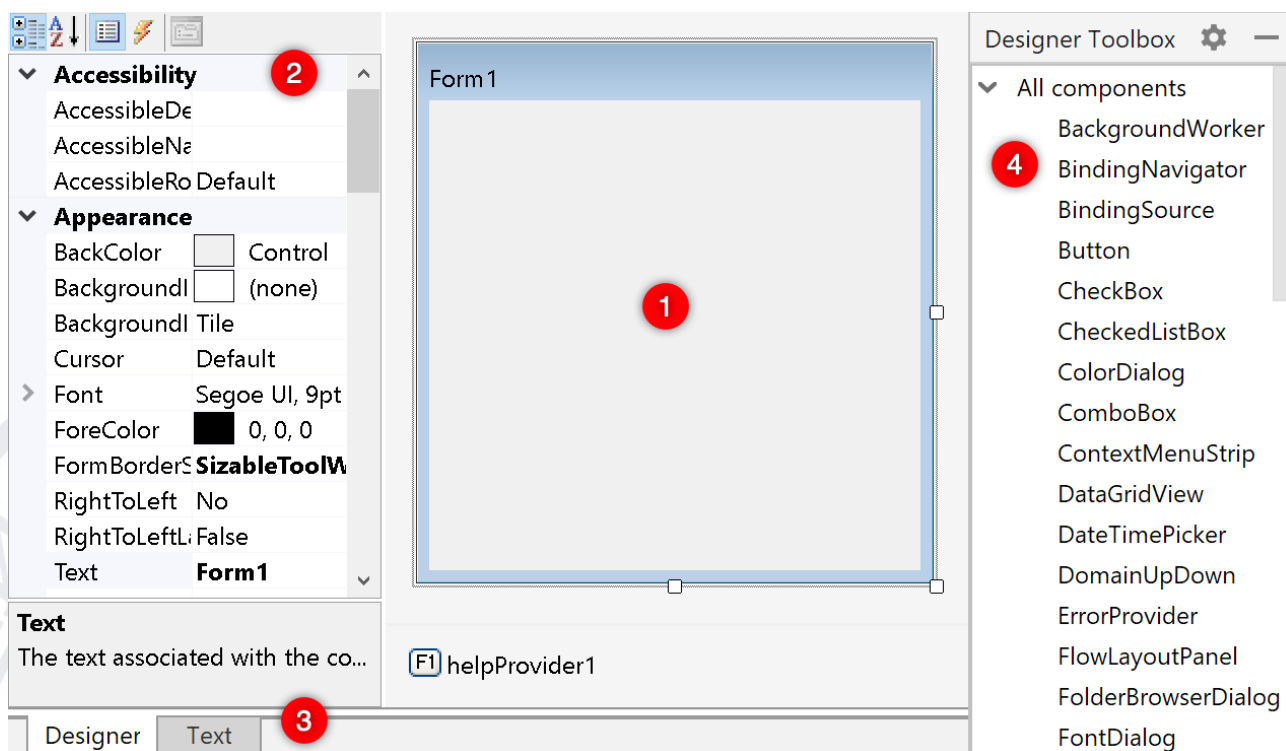 Accessibility
2
AccessibleDe
AccessibleNa
AccessibleRo Default
Appearance
BackColor Control
BackgroundI (none)
BackgroundI Tile
Cursor Default
Font Segoe UI, 9pt
ForeColor 0, 0, 0
FormBorderS SizableToolW
RightToLeft No
RightToLeftLa False
Text Form1
Text
The text associated with the co...
Designer Text
3
Form1
1
F1 helpProvider1
Designer Toolbox
All components
4
BackgroundWorker
BindingNavigator
BindingSource
Button
CheckBox
CheckedListBox
ColorDialog
ComboBox
ContextMenuStrip
DataGridView
DateTimePicker
DomainUpDown
ErrorProvider
FlowLayoutPanel
FolderBrowserDialog
FontDialog